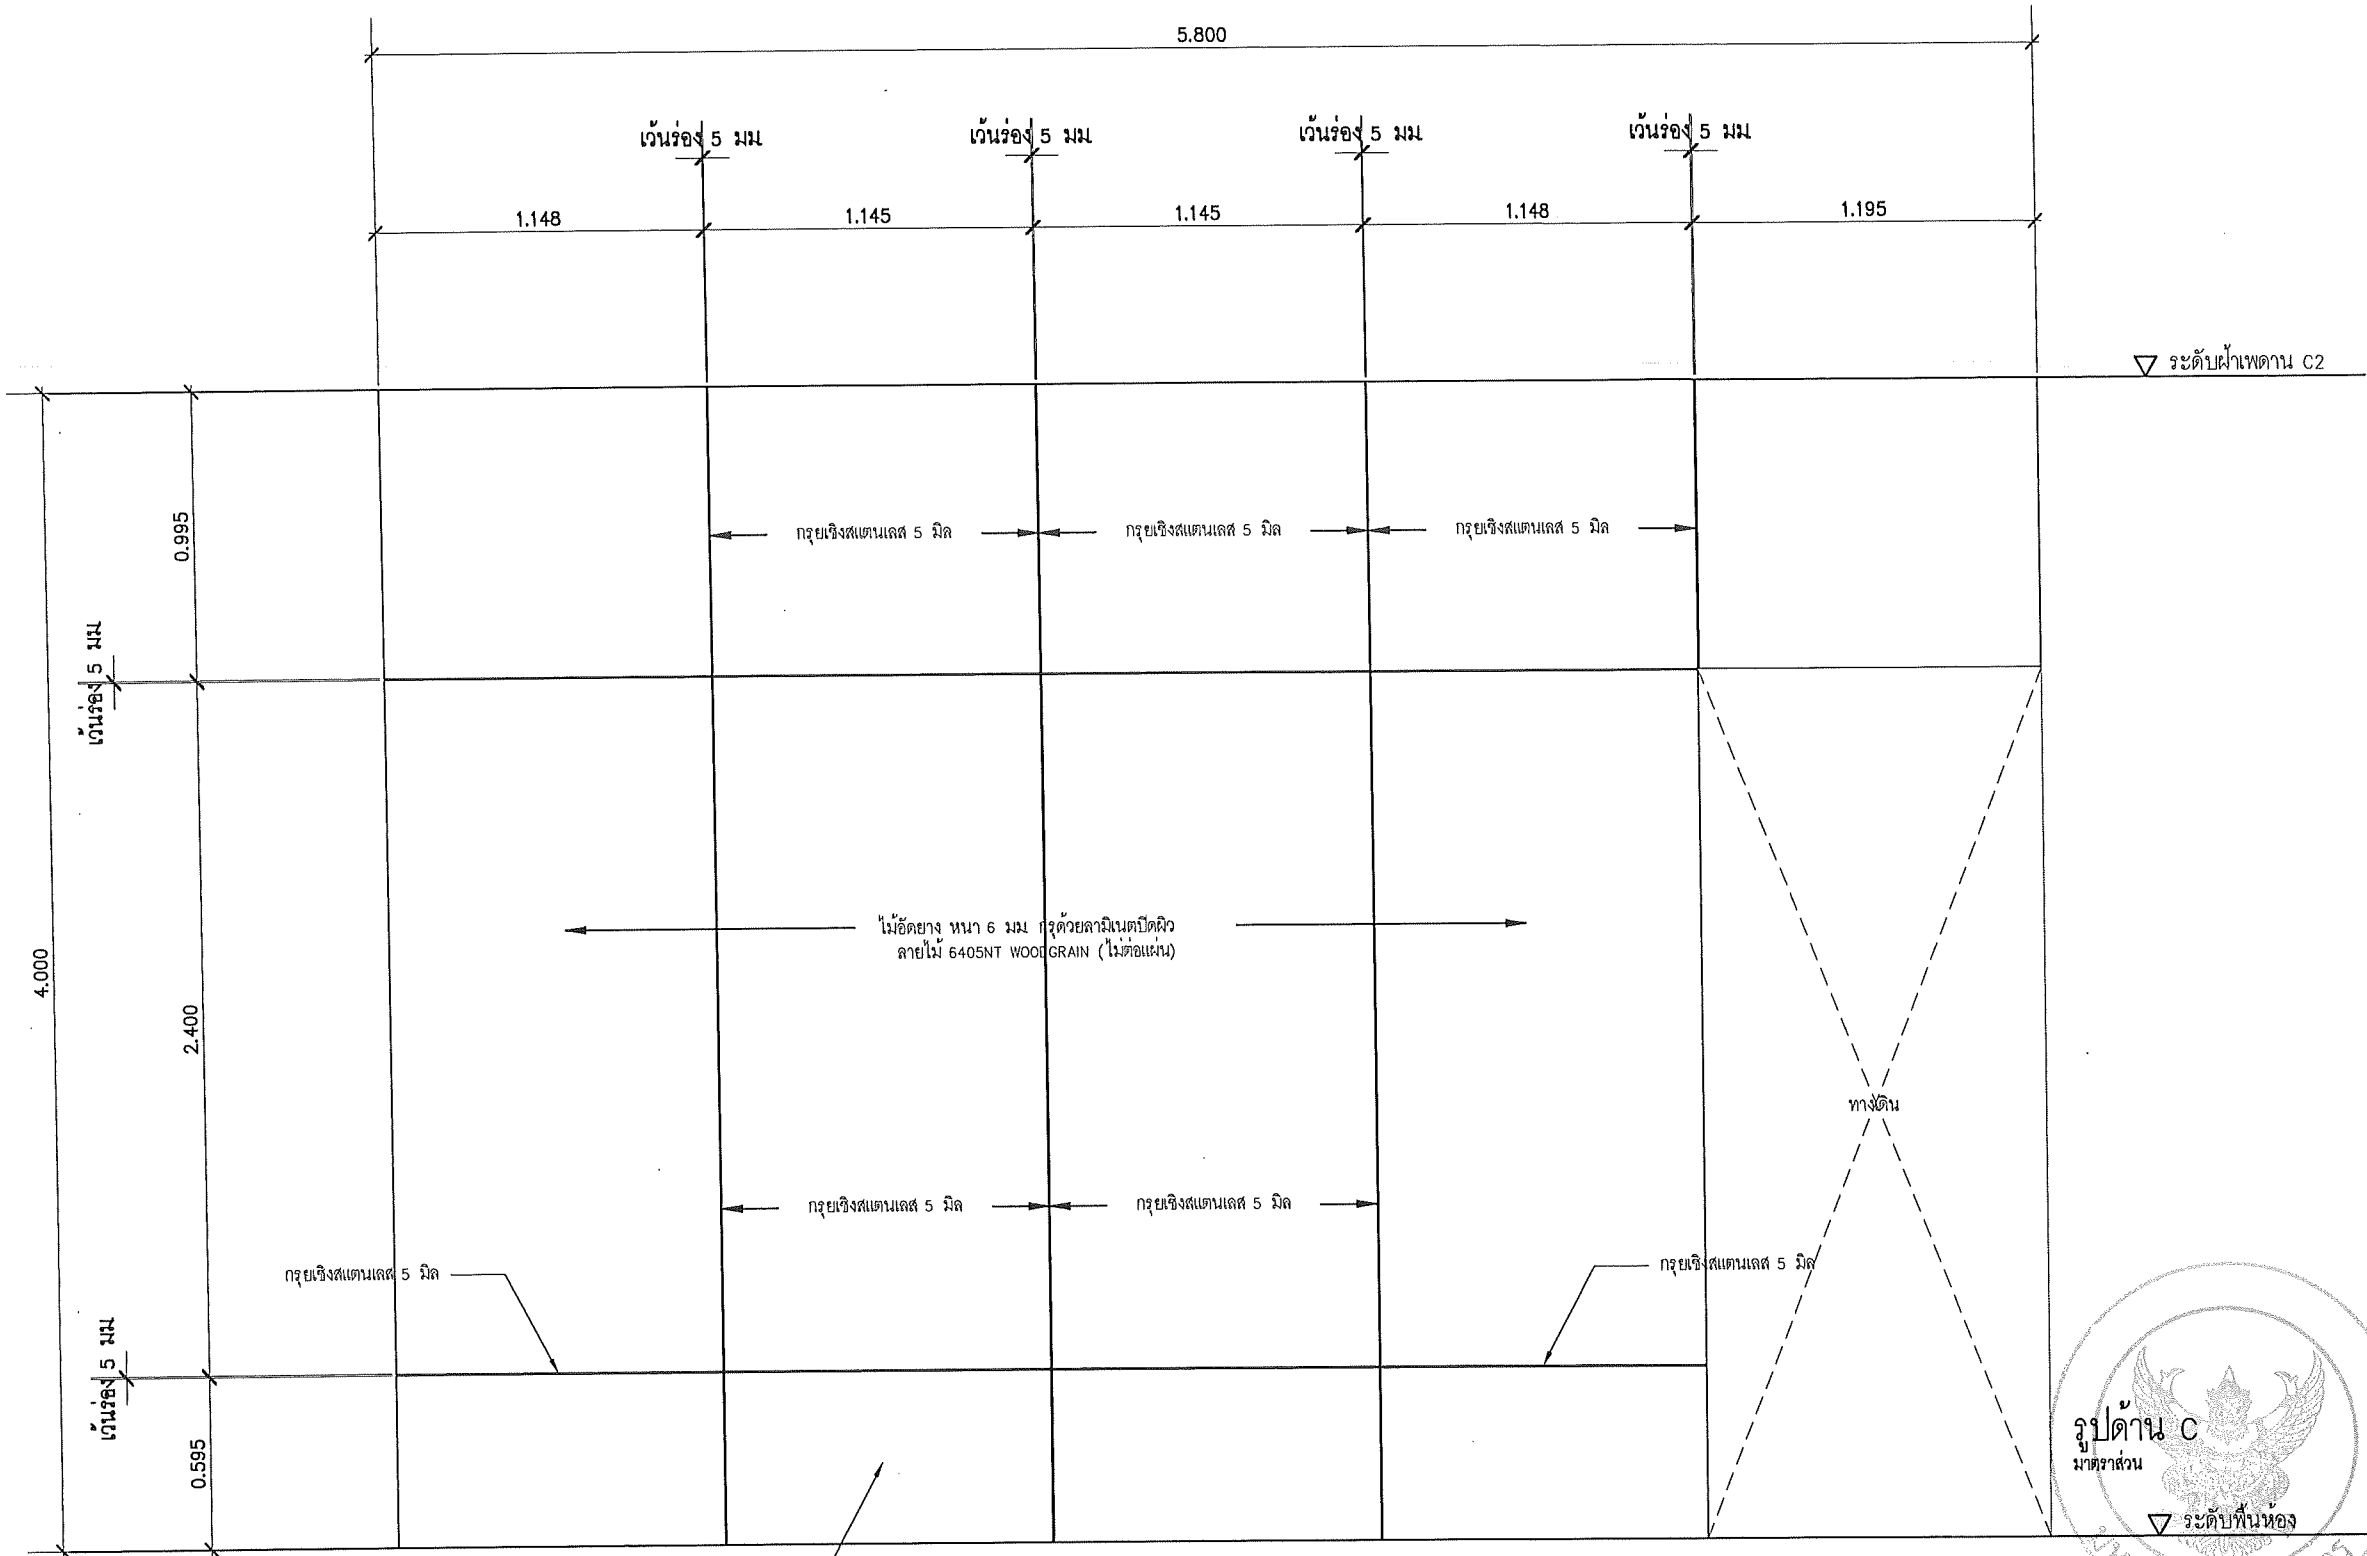 5.800
เว้นร่อง 5 มม.
เว้นร่อง 5 มม.
เว้นร่อง 5 มม.
เว้นร่อง 5 มม.
1.148
1.145
1.145
1.148
1.195
ระดับฝ้าเพดาน C2
0.995
กรุยเชิงสแตนเลส 5 มิล
กรุยเชิงสแตนเลส 5 มิล
กรุยเชิงสแตนเลส 5 มิล
เว้นร่อง 5 มม.
4.000
2.400
ไม้อัดยาง หนา 6 มม. กรุด้วยลามิเนตปิดผิว
ลายไม้ 6405NT WOODGRAIN (ไม่ต่อแผ่น)
ทางเดิน
กรุยเชิงสแตนเลส 5 มิล
กรุยเชิงสแตนเลส 5 มิล
กรุยเชิงสแตนเลส 5 มิล
กรุยเชิงสแตนเลส 5 มิล
เว้นร่อง 5 มม.
0.595
รูปด้าน C
มาตราส่วน
ระดับพื้นห้อง